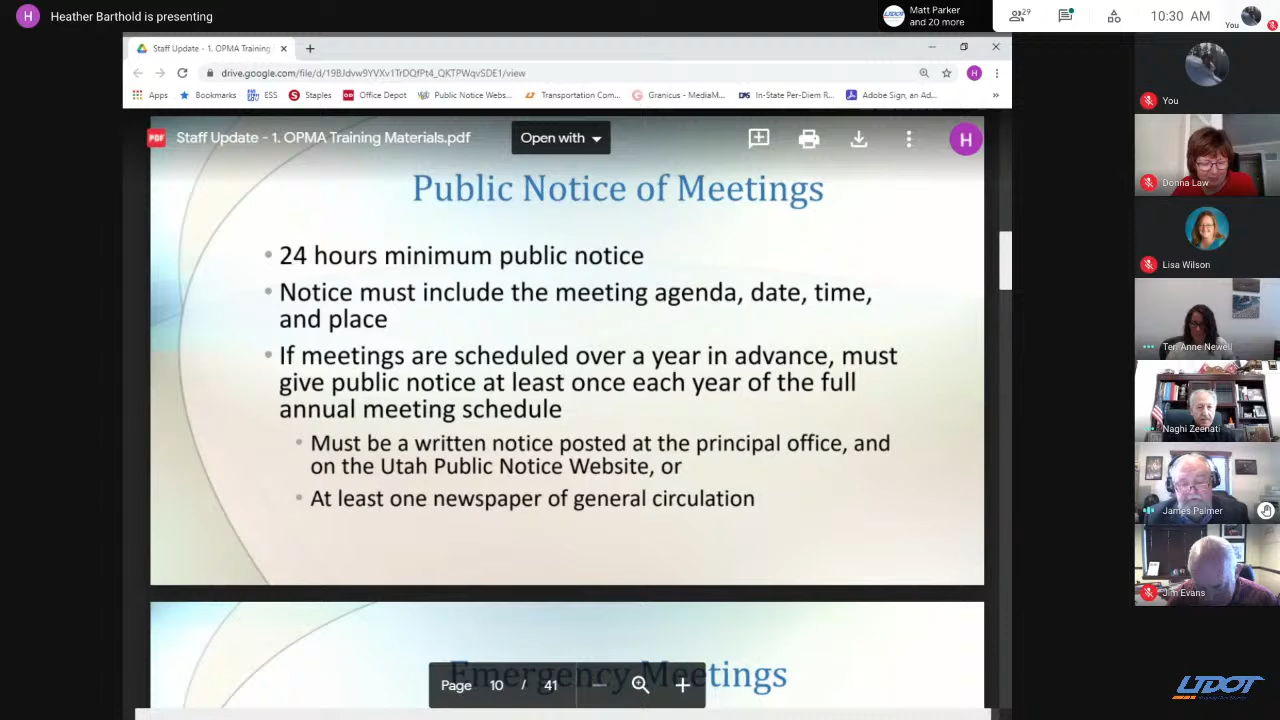 H Heather Barthold is presenting
UDOT
Matt Parker
and 20 more
29
10:30 AM
You
Staff Update - 1. OPMA Training
drive.google.com/file/d/19BJdvw9YVXv1TrDQfPt4_QKTPWqvSDE1/view
H
Apps Bookmarks ESS Staples Office Depot Public Notice Webs... Transportation Com... Granicus - MediaM... In-State Per-Diem R... Adobe Sign, an Ad... »
PDF Staff Update - 1. OPMA Training Materials.pdf Open with H
Public Notice of Meetings
• 24 hours minimum public notice
• Notice must include the meeting agenda, date, time,
and place
• If meetings are scheduled over a year in advance, must
give public notice at least once each year of the full
annual meeting schedule
• Must be a written notice posted at the principal office, and
on the Utah Public Notice Website, or
• At least one newspaper of general circulation
Emergency Meetings
Page 10 / 41
You
Donna Law
Lisa Wilson
Teri Anne Newell
Naghi Zeenati
James Palmer
Jim Evans
UDOT